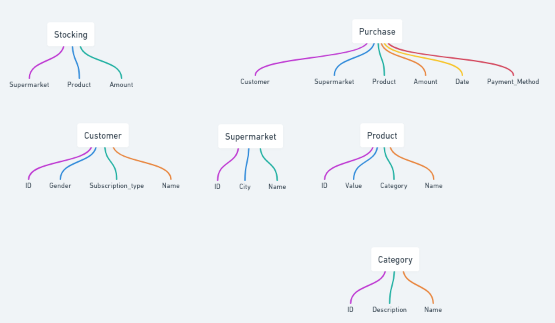 Stocking
Purchase
Supermarket Product Amount
Customer Supermarket Product Amount Date Payment_Method
Customer
Supermarket
Product
ID Gender Subscription_type Name
ID City Name
ID Value Category Name
Category
ID Description Name